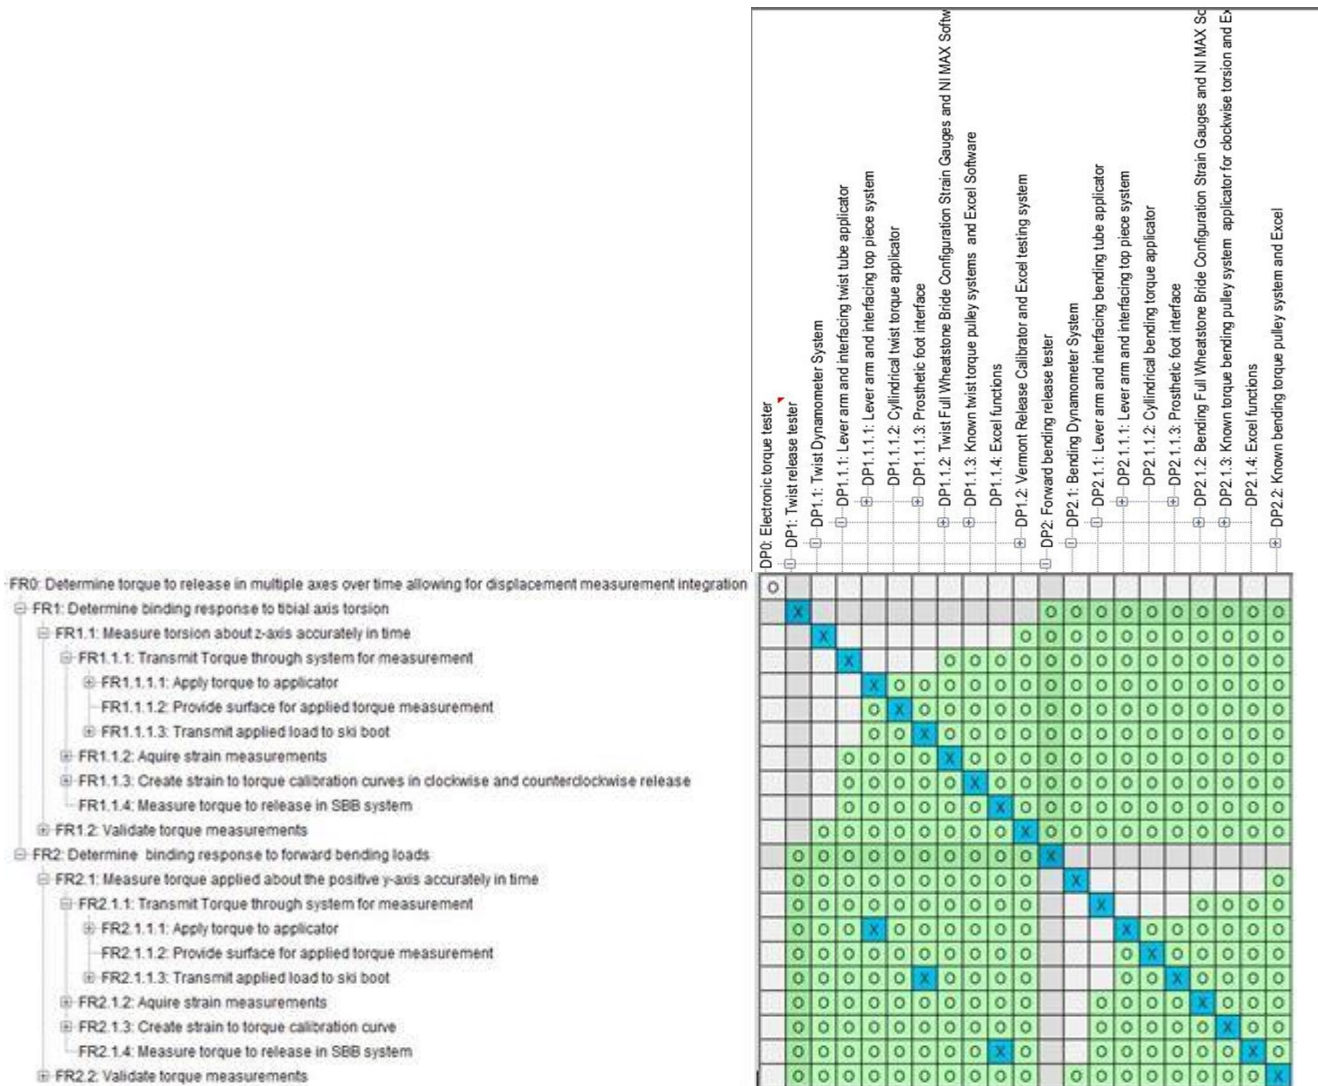 DP0: Electronic torque tester
DP1: Twist release tester
DP1.1: Twist Dynamometer System
DP1.1.1: Lever arm and interfacing twist tube applicator
DP1.1.1.1: Lever arm and interfacing top piece system
DP1.1.1.2: Cyllindrical twist torque applicator
DP1.1.1.3: Prosthetic foot interface
DP1.1.2: Twist Full Wheatstone Bride Configuration Strain Gauges and NI MAX Softw
DP1.1.3: Known twist torque pulley systems and Excel Software
DP1.1.4: Excel functions
DP1.2: Vermont Release Calibrator and Excel testing system
DP2: Forward bending release tester
DP2.1: Bending Dynamometer System
DP2.1.1: Lever arm and interfacing bending tube applicator
DP2.1.1.1: Lever arm and interfacing top piece system
DP2.1.1.2: Cyllindrical bending torque applicator
DP2.1.1.3: Prosthetic foot interface
DP2.1.2: Bending Full Wheatstone Bride Configuration Strain Gauges and NI MAX So
DP2.1.3: Known torque bending pulley system applicator for clockwise torsion and Ex
DP2.1.4: Excel functions
DP2.2: Known bending torque pulley system and Excel
FR0: Determine torque to release in multiple axes over time allowing for displacement measurement integration O
FR1: Determine binding response to tibial axis torsion X O O O O O O O O O O
FR1.1: Measure torsion about z-axis accurately in time X O O O O O O O O O O O
FR1.1.1: Transmit Torque through system for measurement X O O O O O O O O O O O O O O
FR1.1.1.1: Apply torque to applicator X O O O O O O O O O O O O O O O O
FR1.1.1.2: Provide surface for applied torque measurement O X O O O O O O O O O O O O O O O
FR1.1.1.3: Transmit applied load to ski boot O O X O O O O O O O O O O O O O O
FR1.1.2: Aquire strain measurements O O O O X O O O O O O O O O O O O O
FR1.1.3: Create strain to torque calibration curves in clockwise and counterclockwise release O O O O O X O O O O O O O O O O O O
FR1.1.4: Measure torque to release in SBB system O O O O O O X O O O O O O O O O O O
FR1.2: Validate torque measurements O O O O O O O O X O O O O O O O O O O
FR2: Determine binding response to forward bending loads O O O O O O O O O O X
FR2.1: Measure torque applied about the positive y-axis accurately in time O O O O O O O O O O X O
FR2.1.1: Transmit Torque through system for measurement O O O O O O O O O O X O O O O
FR2.1.1.1: Apply torque to applicator O O O X O O O O O O X O O O O O O
FR2.1.1.2: Provide surface for applied torque measurement O O O O O O O O O O O X O O O O O
FR2.1.1.3: Transmit applied load to ski boot O O O O O X O O O O O O X O O O O
FR2.1.2: Aquire strain measurements O O O O O O O O O O O O O O X O O O
FR2.1.3: Create strain to torque calibration curve O O O O O O O O O O O O O O O X O O
FR2.1.4: Measure torque to release in SBB system O O O O O O O O X O O O O O O O X O
FR2.2: Validate torque measurements O O O O O O O O O O O O O O O O O O X